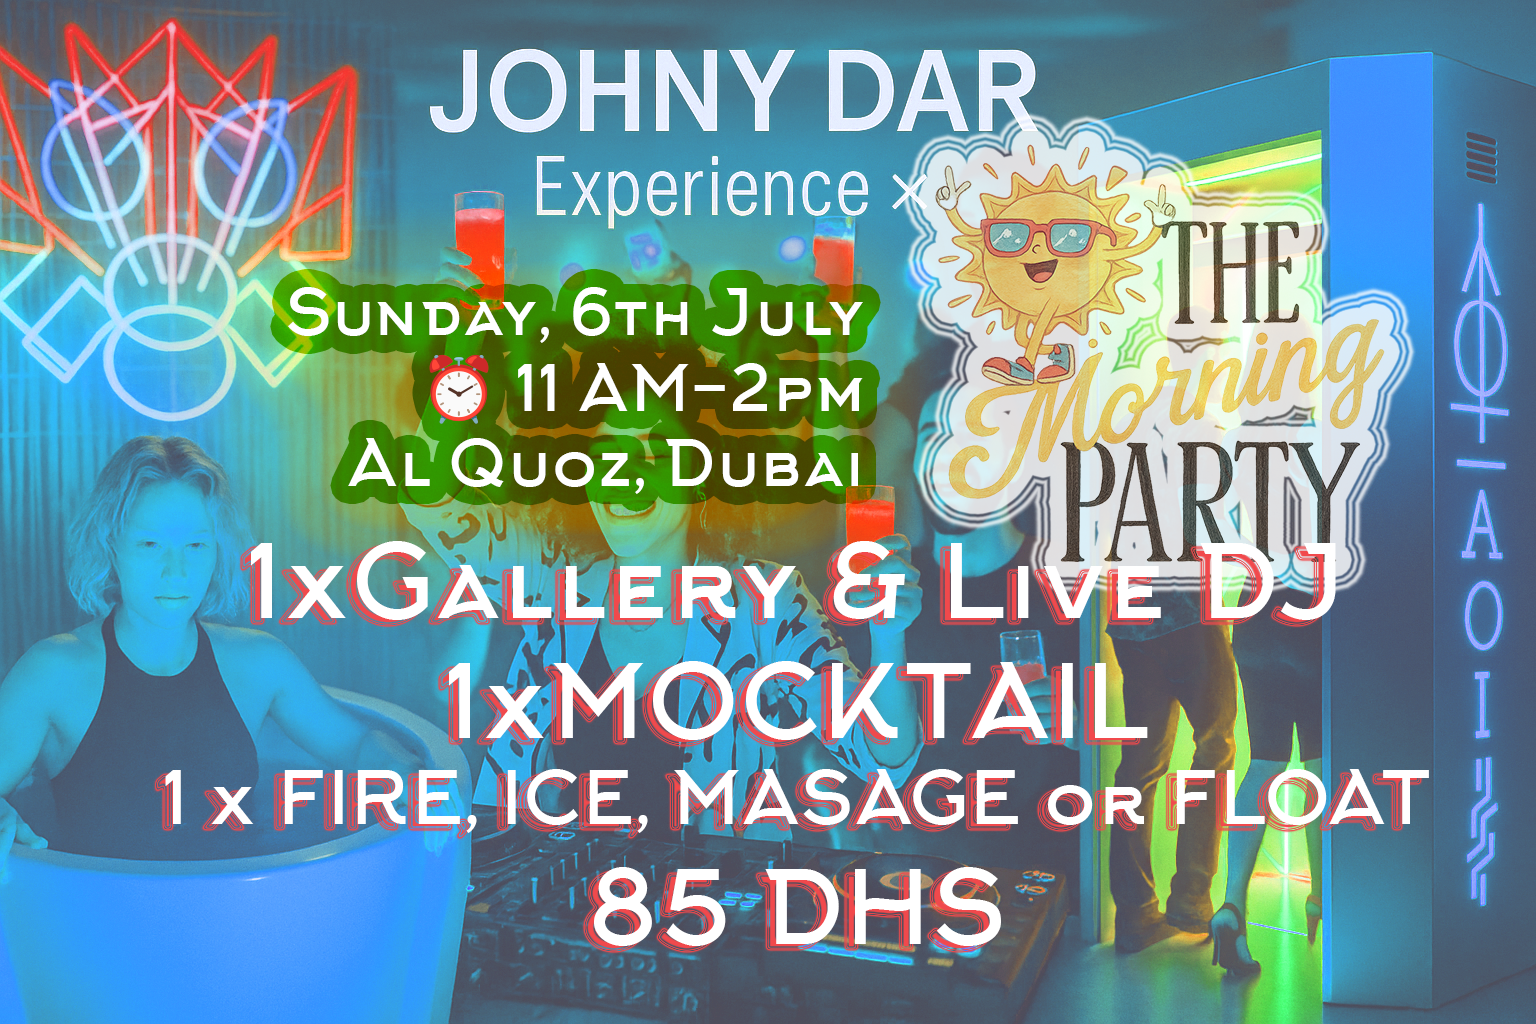 JOHNY DAR
Experience ×
THE
Morning
PARTY
Sunday, 6th July
⏰ 11 AM–2pm
Al Quoz, Dubai
1xGallery & Live DJ
1xMOCKTAIL
1 x FIRE, ICE, MASAGE or FLOAT
85 DHS